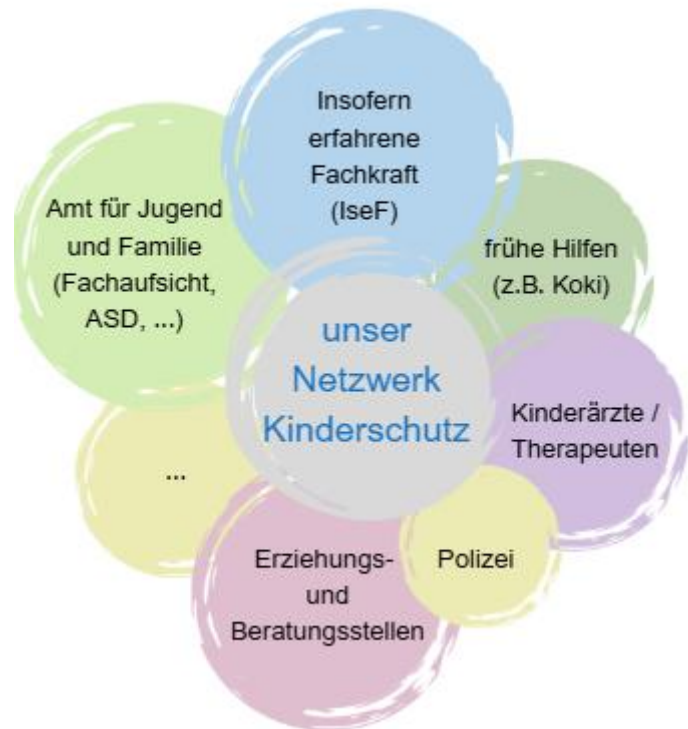 Insofern
erfahrene
Fachkraft
(IseF)
Amt für Jugend
und Familie
(Fachaufsicht,
ASD, ...)
frühe Hilfen
(z.B. Koki)
unser
Netzwerk
Kinderschutz
Kinderärzte /
Therapeuten
...
Polizei
Erziehungs-
und
Beratungsstellen